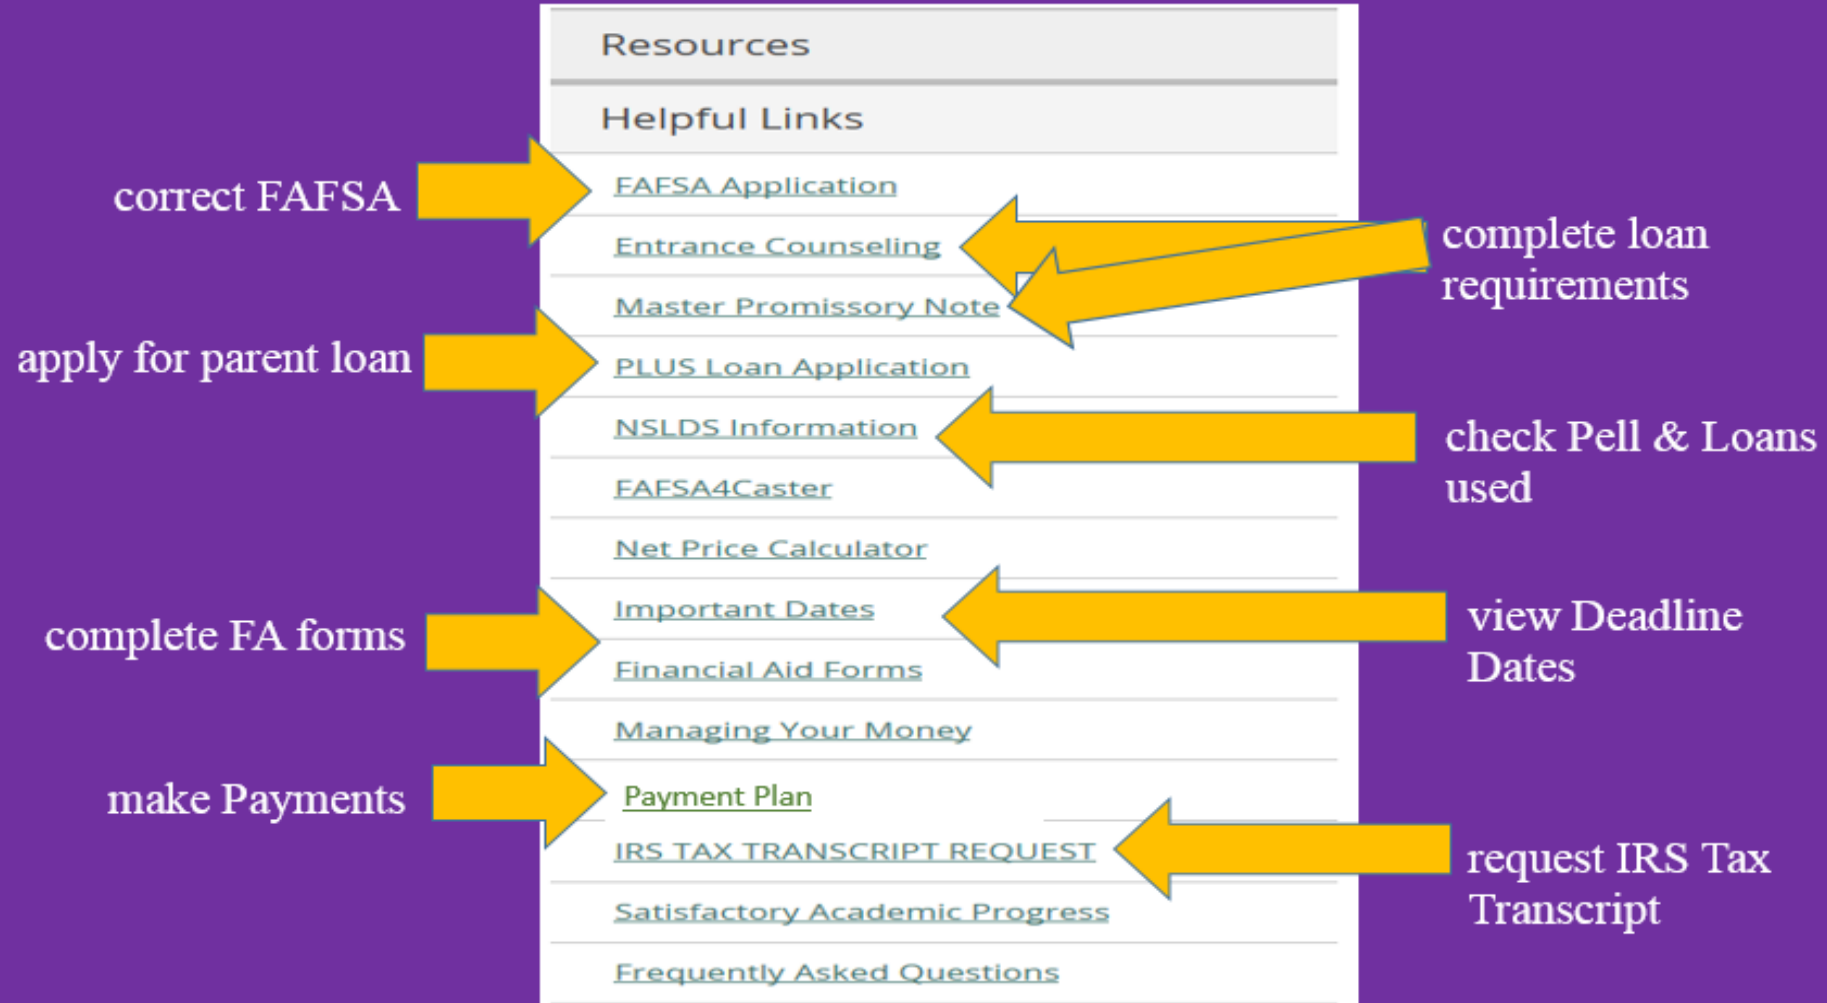 Resources
Helpful Links
correct FAFSA
FAFSA Application
Entrance Counseling
complete loan
requirements
Master Promissory Note
apply for parent loan
PLUS Loan Application
NSLDS Information
check Pell & Loans
used
FAFSA4Caster
Net Price Calculator
Important Dates
view Deadline
Dates
complete FA forms
Financial Aid Forms
Managing Your Money
make Payments
Payment Plan
IRS TAX TRANSCRIPT REQUEST
request IRS Tax
Transcript
Satisfactory Academic Progress
Frequently Asked Questions